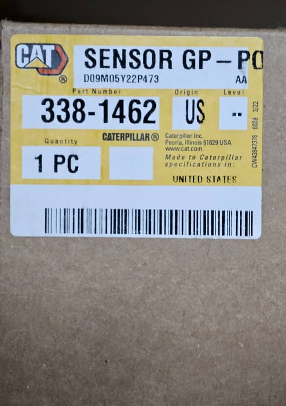 CAT
®
SENSOR GP-PO
D09M05Y22P473 AA
Part Number Origin Level
338-1462 US --
Quantity CATERPILLAR®
1 PC
Caterpillar Inc.
Peoria, Illinois 61629 USA
www.cat.com
Made to Caterpillar
specifications in:
UNITED STATES